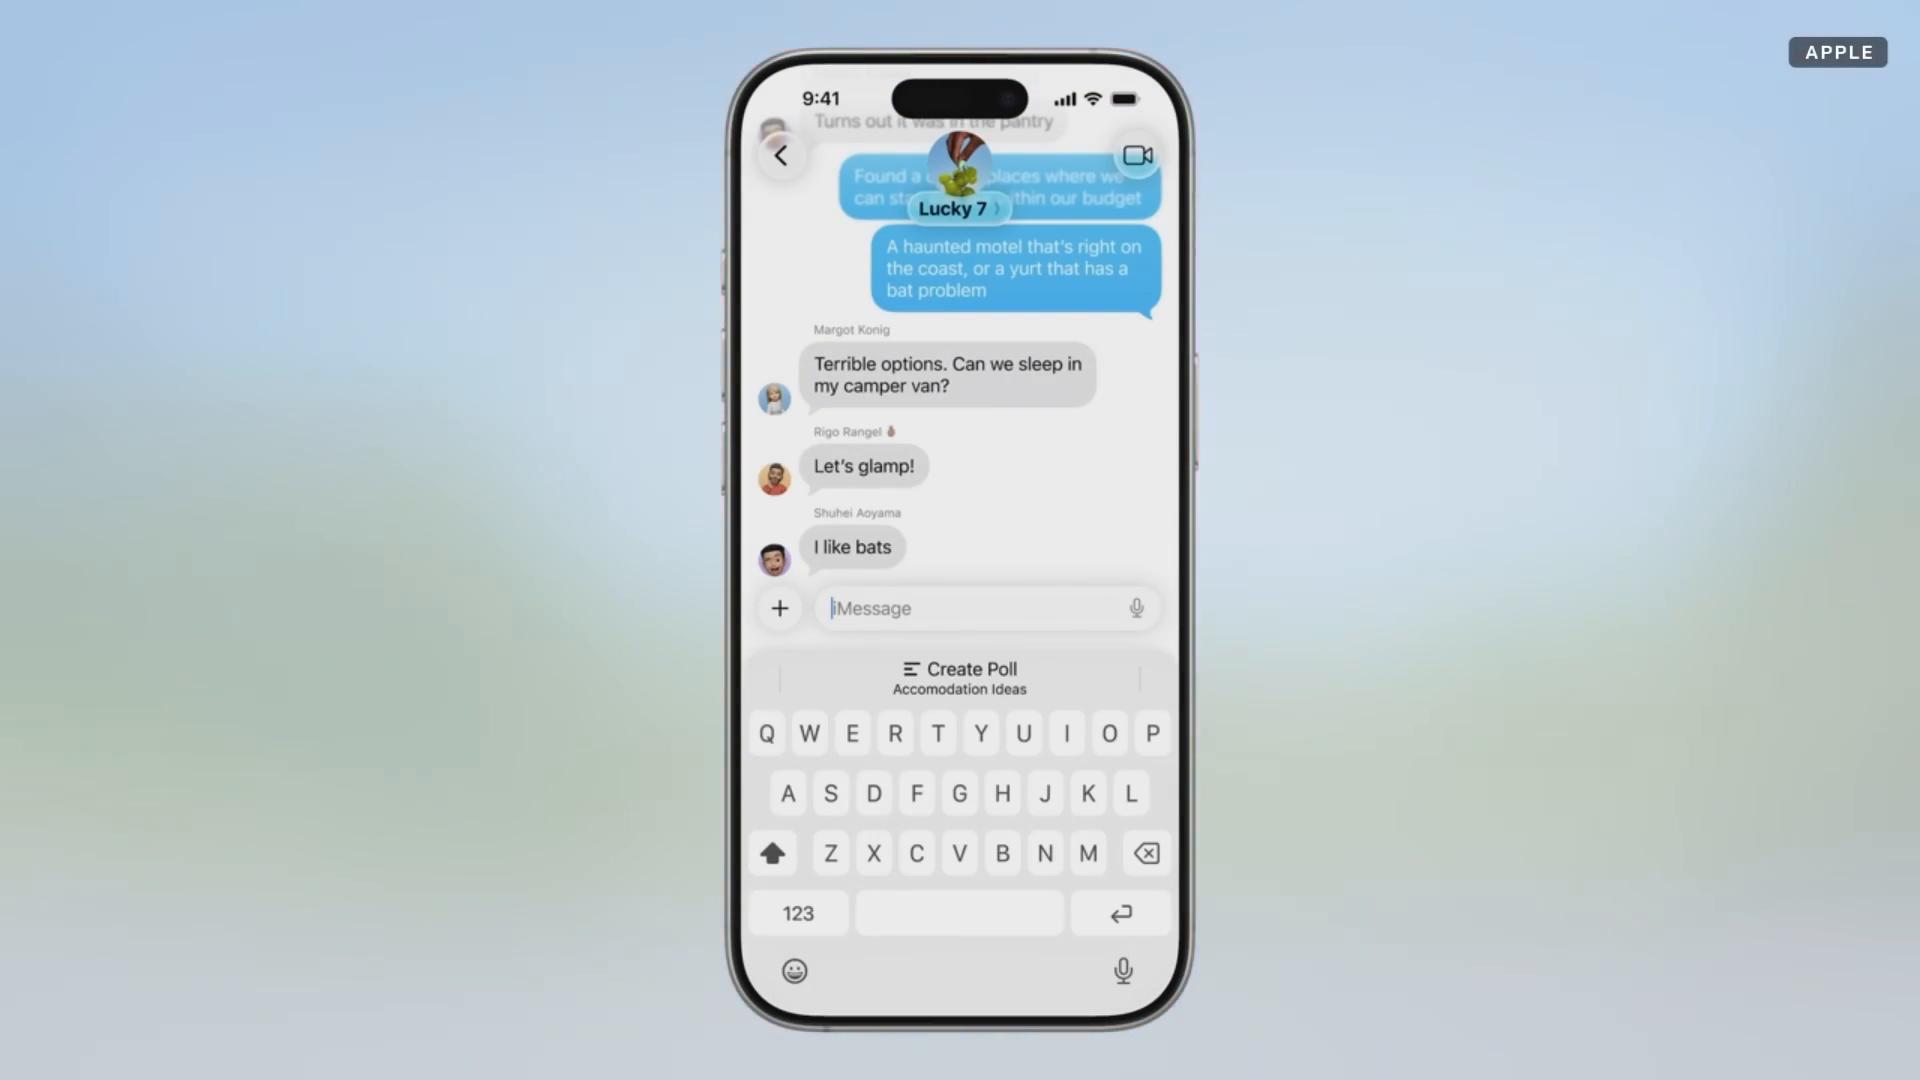 APPLE
9:41
Turns out it was in the pantry
Found a places where we
can within our budget
Lucky 7
A haunted motel that's right on
the coast, or a yurt that has a
bat problem
Margot Konig
Terrible options. Can we sleep in
my camper van?
Rigo Rangel
Let's glamp!
Shuhei Aoyama
I like bats
iMessage
Create Poll
Accomodation Ideas
Q W E R T Y U I O P
A S D F G H J K L
Z X C V B N M
123